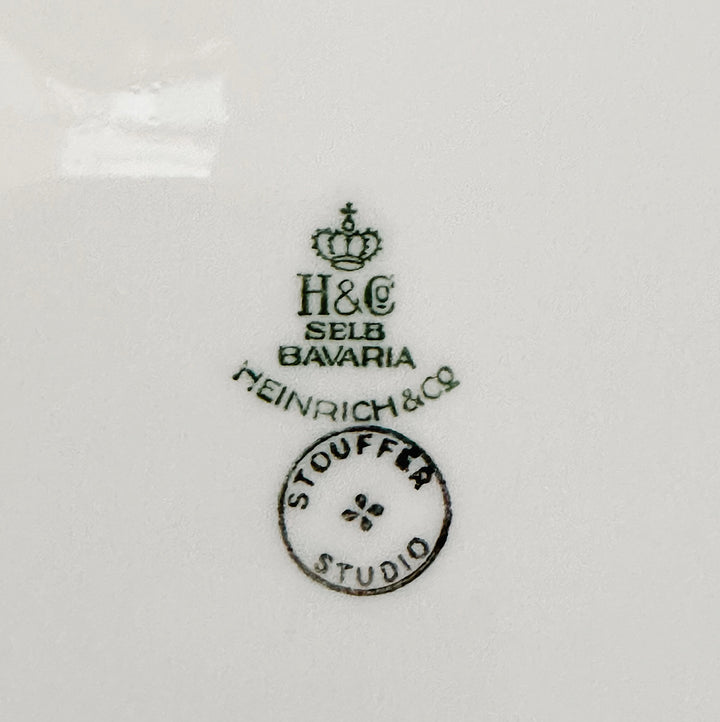 H&Co
SELB
BAVARIA
HEINRICH & Co
STOUFFER
STUDIO